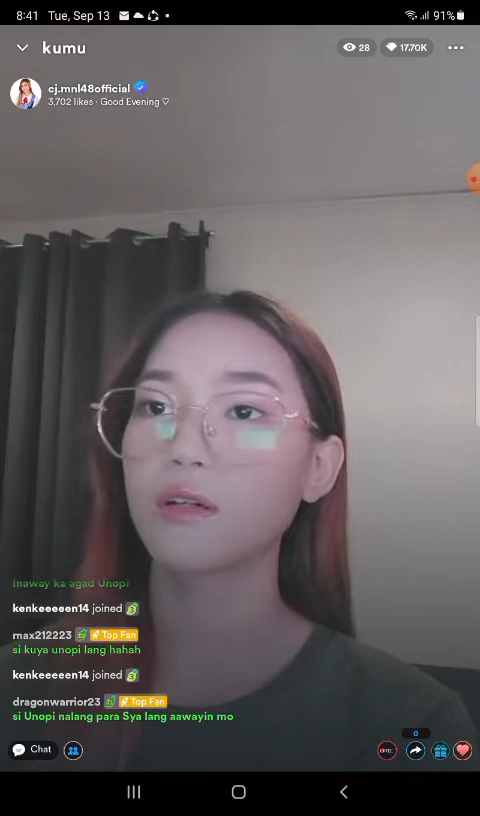 8:41 Tue, Sep 13 91%
kumu 28 17.70K
cj.mnl48official
3,702 likes · Good Evening ♡
Inaway ka agad Unopi
kenkeeeeen14 joined 3
max212223 Top Fan
si kuya unopi lang hahah
kenkeeeeen14 joined 3
dragonwarrior23 Top Fan
si Unopi nalang para Sya lang aawayin mo
0
Chat